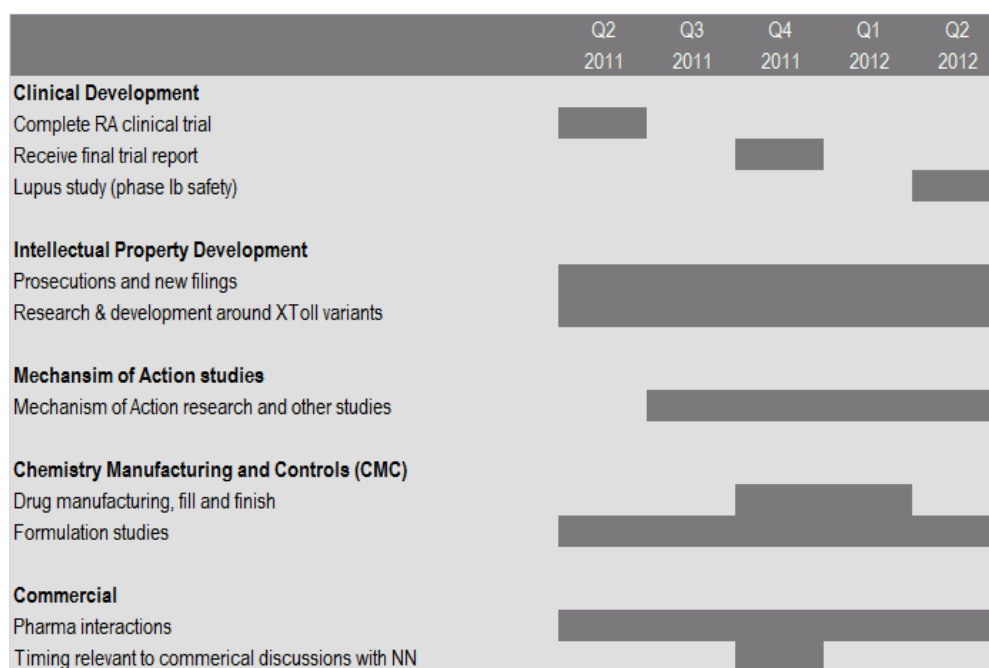 Q2 Q3 Q4 Q1 Q2
2011 2011 2011 2012 2012
Clinical Development
Complete RA clinical trial
Receive final trial report
Lupus study (phase Ib safety)
Intellectual Property Development
Prosecutions and new filings
Research & development around XToll variants
Mechansim of Action studies
Mechanism of Action research and other studies
Chemistry Manufacturing and Controls (CMC)
Drug manufacturing, fill and finish
Formulation studies
Commercial
Pharma interactions
Timing relevant to commerical discussions with NN